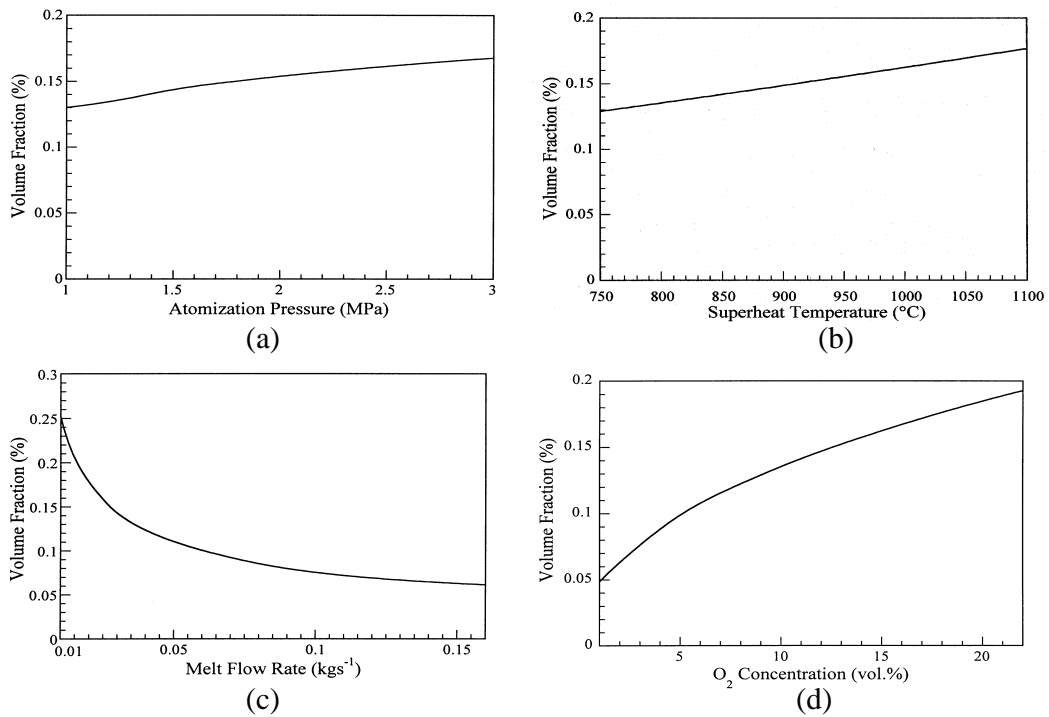 0.2
0.15
0.1
0.05
0
Volume Fraction (%)
1 1.5 2 2.5 3
Atomization Pressure (MPa)
(a)
0.2
0.15
0.1
0.05
0
Volume Fraction (%)
750 800 850 900 950 1000 1050 1100
Superheat Temperature (°C)
(b)
0.3
0.25
0.2
0.15
0.1
0.05
0
Volume Fraction (%)
0.01 0.05 0.1 0.15
Melt Flow Rate (kgs⁻¹)
(c)
0.2
0.15
0.1
0.05
0
Volume Fraction (%)
5 10 15 20
O₂ Concentration (vol.%)
(d)